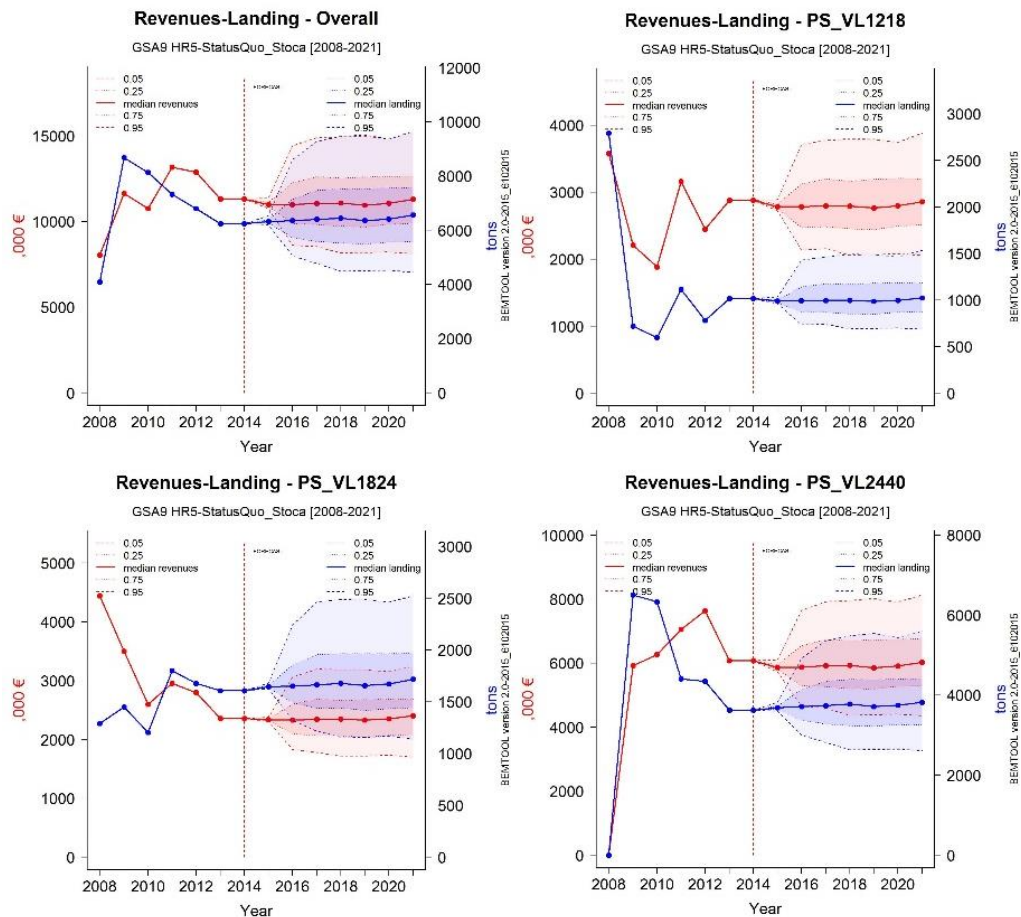 Revenues-Landing - Overall
GSA9 HR5-StatusQuo_Stoca [2008-2021]
0.05
0.25
median revenues
0.75
0.95
0.05
0.25
median landing
0.75
0.95
15000
10000
5000
0
,000 €
12000
10000
8000
6000
4000
2000
0
tons
BEMTOOL version 2.0-2015_6102015
2008 2010 2012 2014 2016 2018 2020
Year
Revenues-Landing - PS_VL1218
GSA9 HR5-StatusQuo_Stoca [2008-2021]
0.05
0.25
median revenues
0.75
0.95
0.05
0.25
median landing
0.75
0.95
4000
3000
2000
1000
0
,000 €
3000
2500
2000
1500
1000
500
0
tons
BEMTOOL version 2.0-2015_6102015
2008 2010 2012 2014 2016 2018 2020
Year
Revenues-Landing - PS_VL1824
GSA9 HR5-StatusQuo_Stoca [2008-2021]
0.05
0.25
median revenues
0.75
0.95
0.05
0.25
median landing
0.75
0.95
5000
4000
3000
2000
1000
0
,000 €
3000
2500
2000
1500
1000
500
0
tons
BEMTOOL version 2.0-2015_6102015
2008 2010 2012 2014 2016 2018 2020
Year
Revenues-Landing - PS_VL2440
GSA9 HR5-StatusQuo_Stoca [2008-2021]
0.05
0.25
median revenues
0.75
0.95
0.05
0.25
median landing
0.75
0.95
10000
8000
6000
4000
2000
0
,000 €
8000
6000
4000
2000
0
tons
BEMTOOL version 2.0-2015_6102015
2008 2010 2012 2014 2016 2018 2020
Year